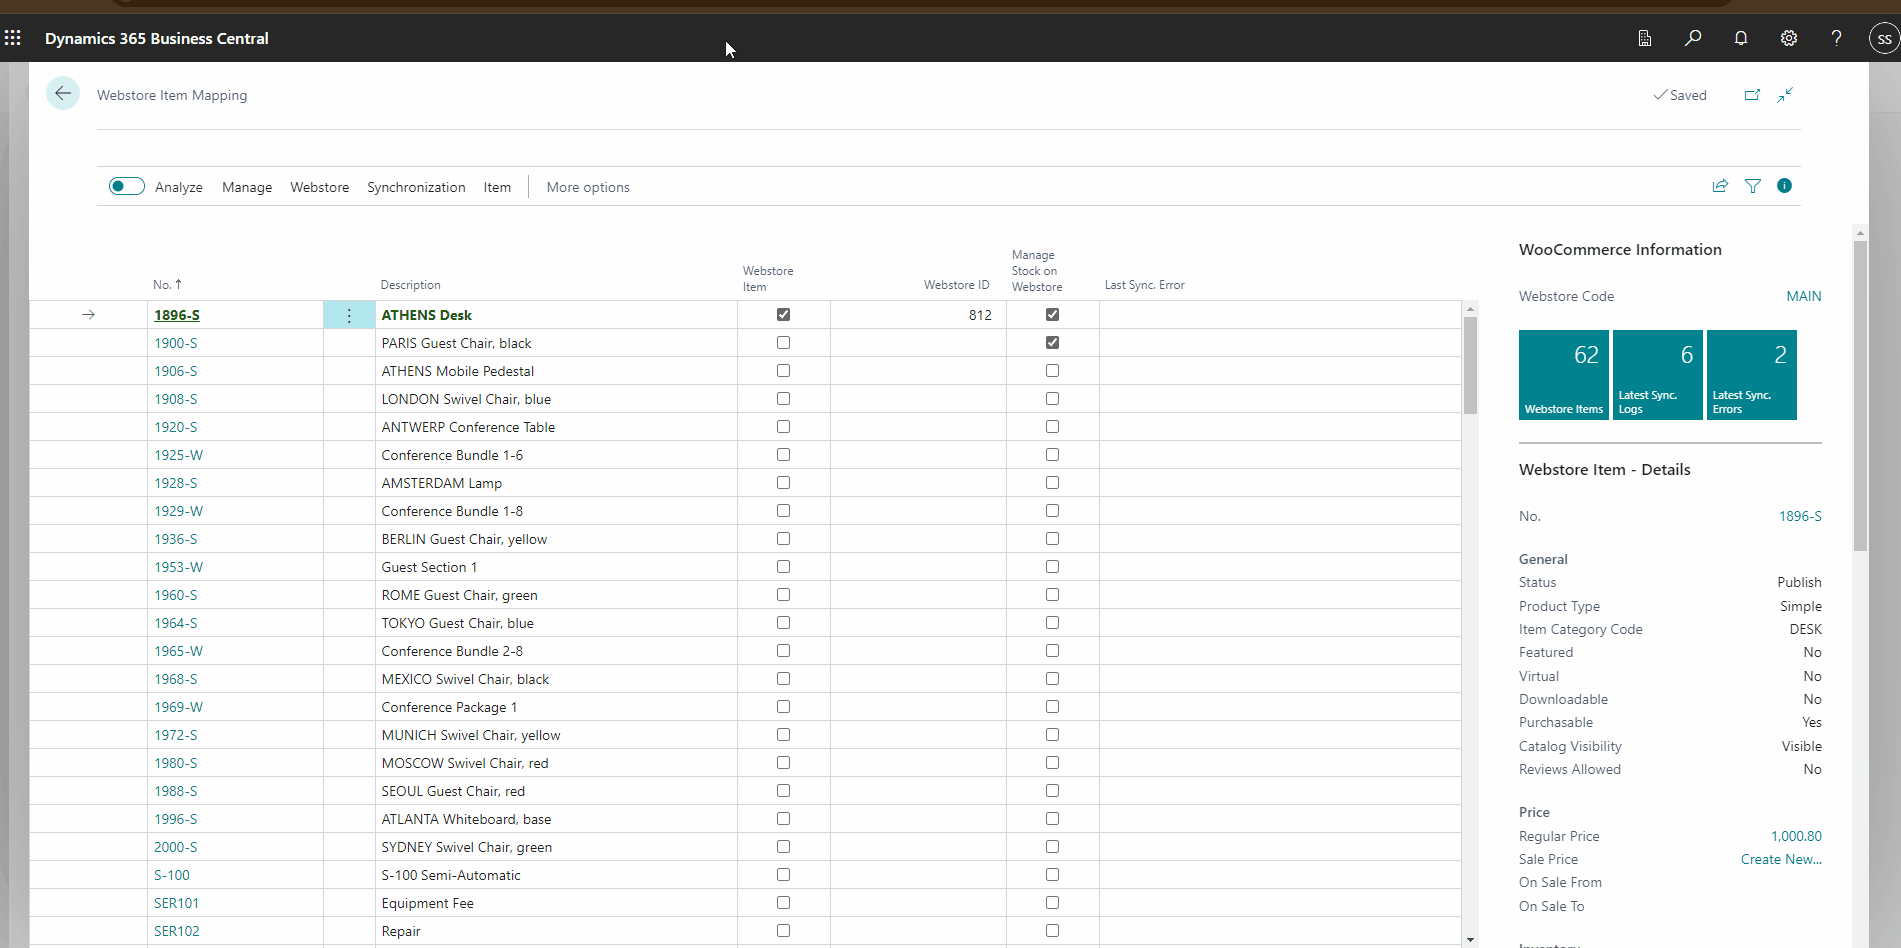 Dynamics 365 Business Central
SS
Webstore Item Mapping
Saved
Analyze Manage Webstore Synchronization Item More options
No. ↑ Description Webstore Item Webstore ID Manage Stock on Webstore Last Sync. Error
1896-S ATHENS Desk 812
1900-S PARIS Guest Chair, black
1906-S ATHENS Mobile Pedestal
1908-S LONDON Swivel Chair, blue
1920-S ANTWERP Conference Table
1925-W Conference Bundle 1-6
1928-S AMSTERDAM Lamp
1929-W Conference Bundle 1-8
1936-S BERLIN Guest Chair, yellow
1953-W Guest Section 1
1960-S ROME Guest Chair, green
1964-S TOKYO Guest Chair, blue
1965-W Conference Bundle 2-8
1968-S MEXICO Swivel Chair, black
1969-W Conference Package 1
1972-S MUNICH Swivel Chair, yellow
1980-S MOSCOW Swivel Chair, red
1988-S SEOUL Guest Chair, red
1996-S ATLANTA Whiteboard, base
2000-S SYDNEY Swivel Chair, green
S-100 S-100 Semi-Automatic
SER101 Equipment Fee
SER102 Repair
WooCommerce Information
Webstore Code MAIN
62 Webstore Items
6 Latest Sync. Logs
2 Latest Sync. Errors
Webstore Item - Details
No. 1896-S
General
Status Publish
Product Type Simple
Item Category Code DESK
Featured No
Virtual No
Downloadable No
Purchasable Yes
Catalog Visibility Visible
Reviews Allowed No
Price
Regular Price 1,000.80
Sale Price Create New...
On Sale From
On Sale To